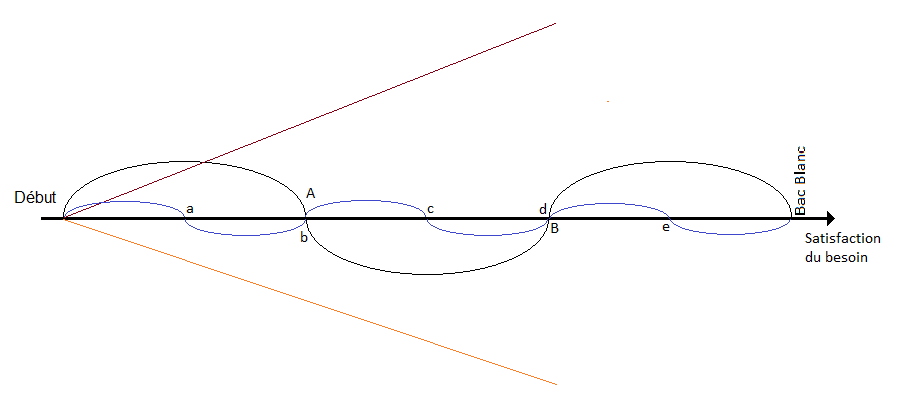 Début
a
A
b
c
d
B
e
Bac Blanc
Satisfaction
du besoin